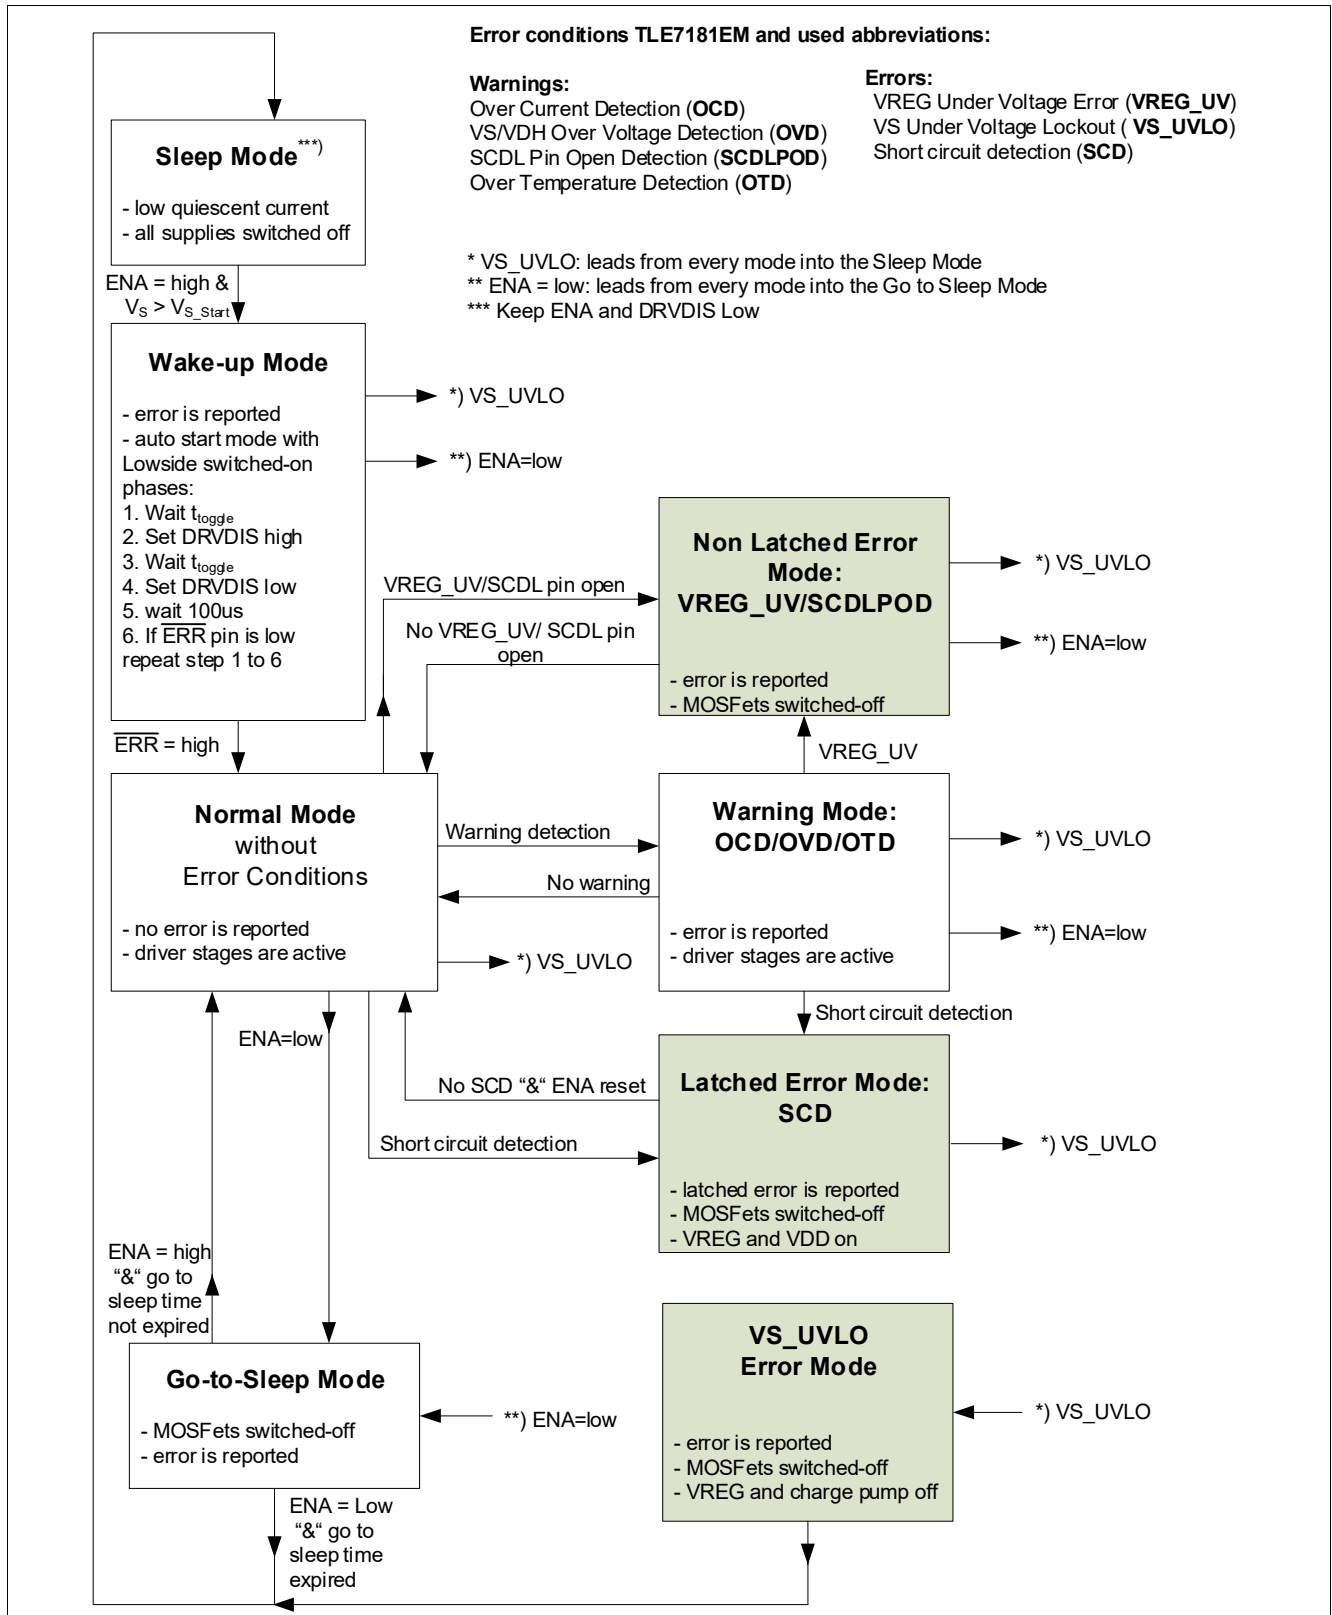 Error conditions TLE7181EM and used abbreviations:
Warnings:
Over Current Detection (OCD)
VS/VDH Over Voltage Detection (OVD)
SCDL Pin Open Detection (SCDLPOD)
Over Temperature Detection (OTD)
Errors:
VREG Under Voltage Error (VREG_UV)
VS Under Voltage Lockout ( VS_UVLO)
Short circuit detection (SCD)
* VS_UVLO: leads from every mode into the Sleep Mode
** ENA = low: leads from every mode into the Go to Sleep Mode
*** Keep ENA and DRVDIS Low
Sleep Mode ***)
- low quiescent current
- all supplies switched off
ENA = high &
VS > VS_Start
Wake-up Mode
- error is reported
- auto start mode with
Lowside switched-on
phases:
1. Wait ttoggle
2. Set DRVDIS high
3. Wait ttoggle
4. Set DRVDIS low
5. wait 100us
6. If ERR pin is low
repeat step 1 to 6
*) VS_UVLO
**) ENA=low
ERR = high
VREG_UV/SCDL pin open
No VREG_UV/ SCDL pin
open
Non Latched Error
Mode:
VREG_UV/SCDLPOD
- error is reported
- MOSFets switched-off
*) VS_UVLO
**) ENA=low
VREG_UV
Normal Mode
without
Error Conditions
- no error is reported
- driver stages are active
Warning detection
No warning
*) VS_UVLO
Warning Mode:
OCD/OVD/OTD
- error is reported
- driver stages are active
*) VS_UVLO
**) ENA=low
Short circuit detection
ENA=low
No SCD “&“ ENA reset
Short circuit detection
Latched Error Mode:
SCD
- latched error is reported
- MOSFets switched-off
- VREG and VDD on
*) VS_UVLO
ENA = high
“&“ go to
sleep time
not expired
Go-to-Sleep Mode
- MOSFets switched-off
- error is reported
**) ENA=low
ENA = Low
“&“ go to
sleep time
expired
VS_UVLO
Error Mode
- error is reported
- MOSFets switched-off
- VREG and charge pump off
*) VS_UVLO